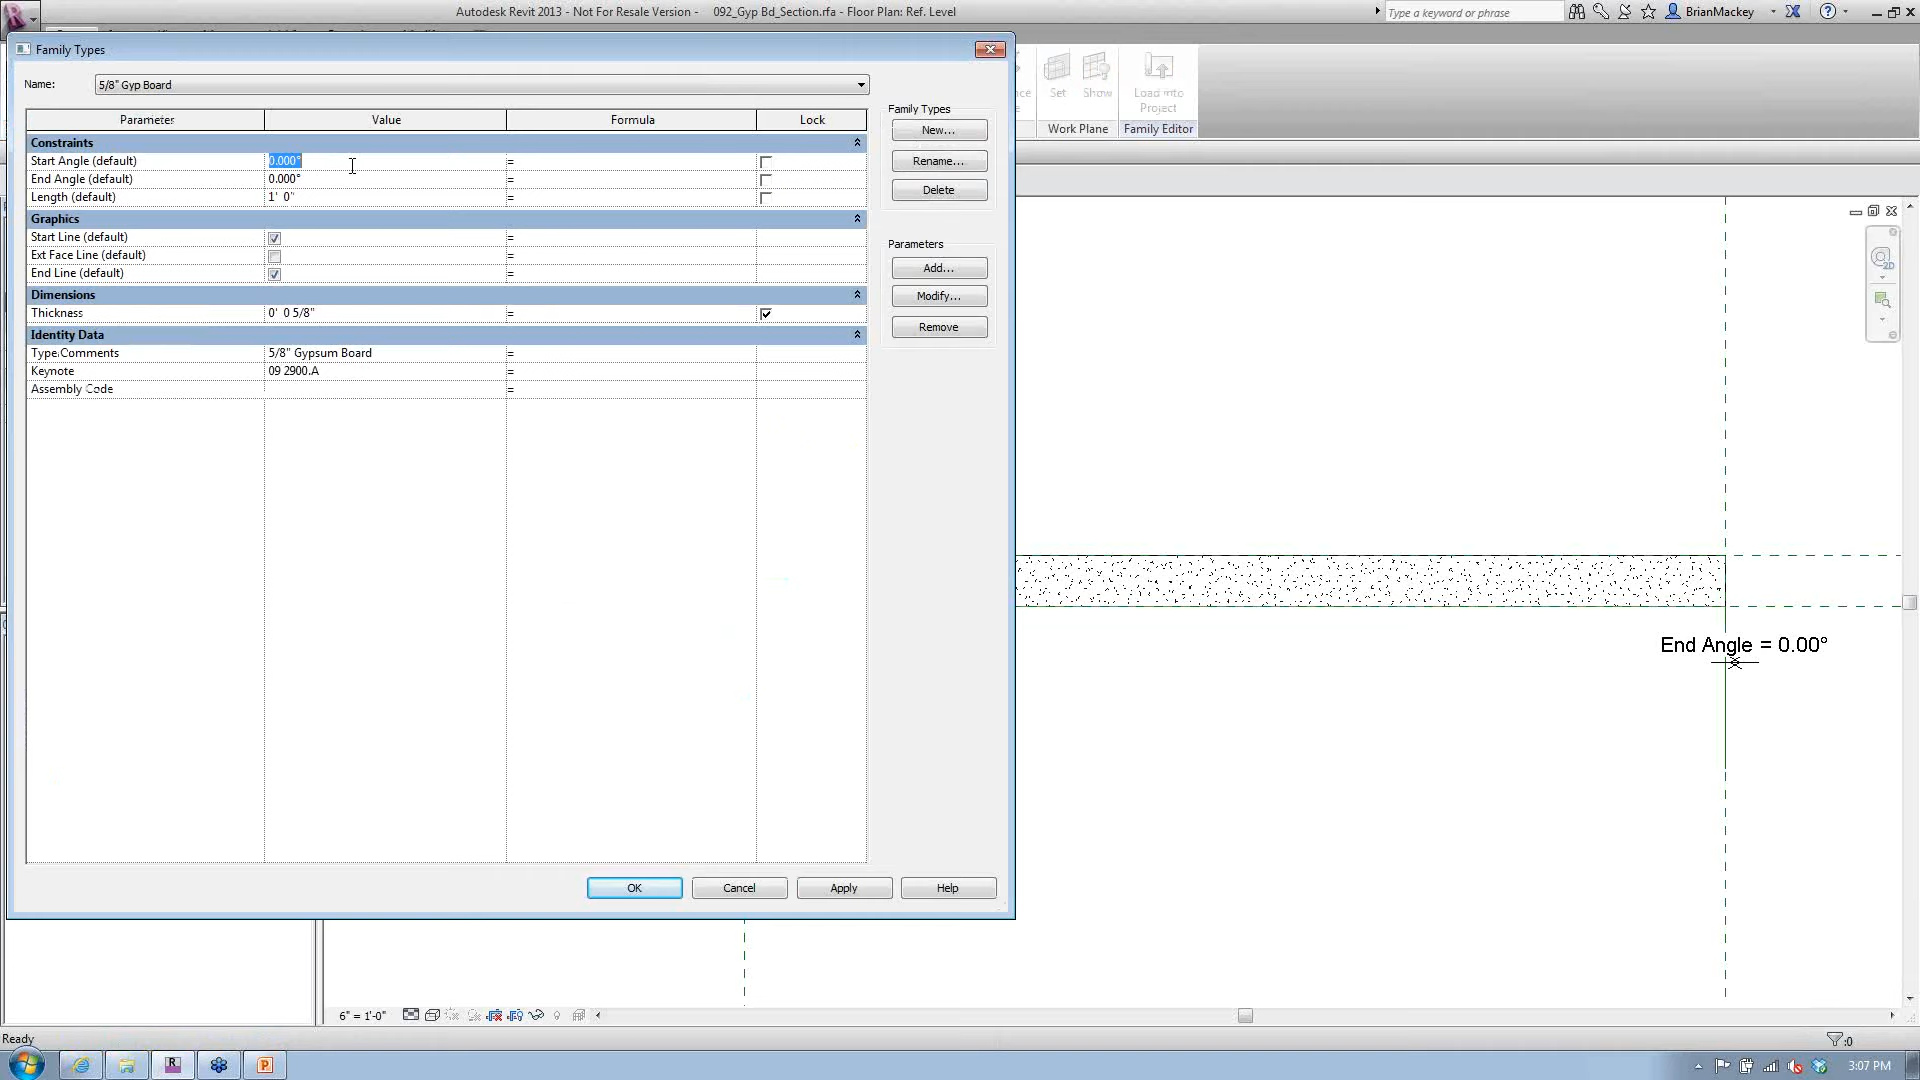 Autodesk Revit 2013 - Not For Resale Version -    092_Gyp Bd_Section.rfa - Floor Plan: Ref. Level
Type a keyword or phrase
BrianMackey
Family Types
Name:
5/8" Gyp Board
Parameter Value Formula Lock
Constraints
Start Angle (default) 0.000° =
End Angle (default) 0.000° =
Length (default) 1'  0" =
Graphics
Start Line (default) =
Ext Face Line (default) =
End Line (default) =
Dimensions
Thickness 0'  0 5/8" =
Identity Data
Type Comments 5/8" Gypsum Board =
Keynote 09 2900.A =
Assembly Code =
Family Types
New...
Rename...
Delete
Parameters
Add...
Modify...
Remove
OK Cancel Apply Help
Set Show Load into
Project
Work Plane Family Editor
2D
End Angle = 0.00°
6" = 1'-0"
Ready
:0
3:07 PM